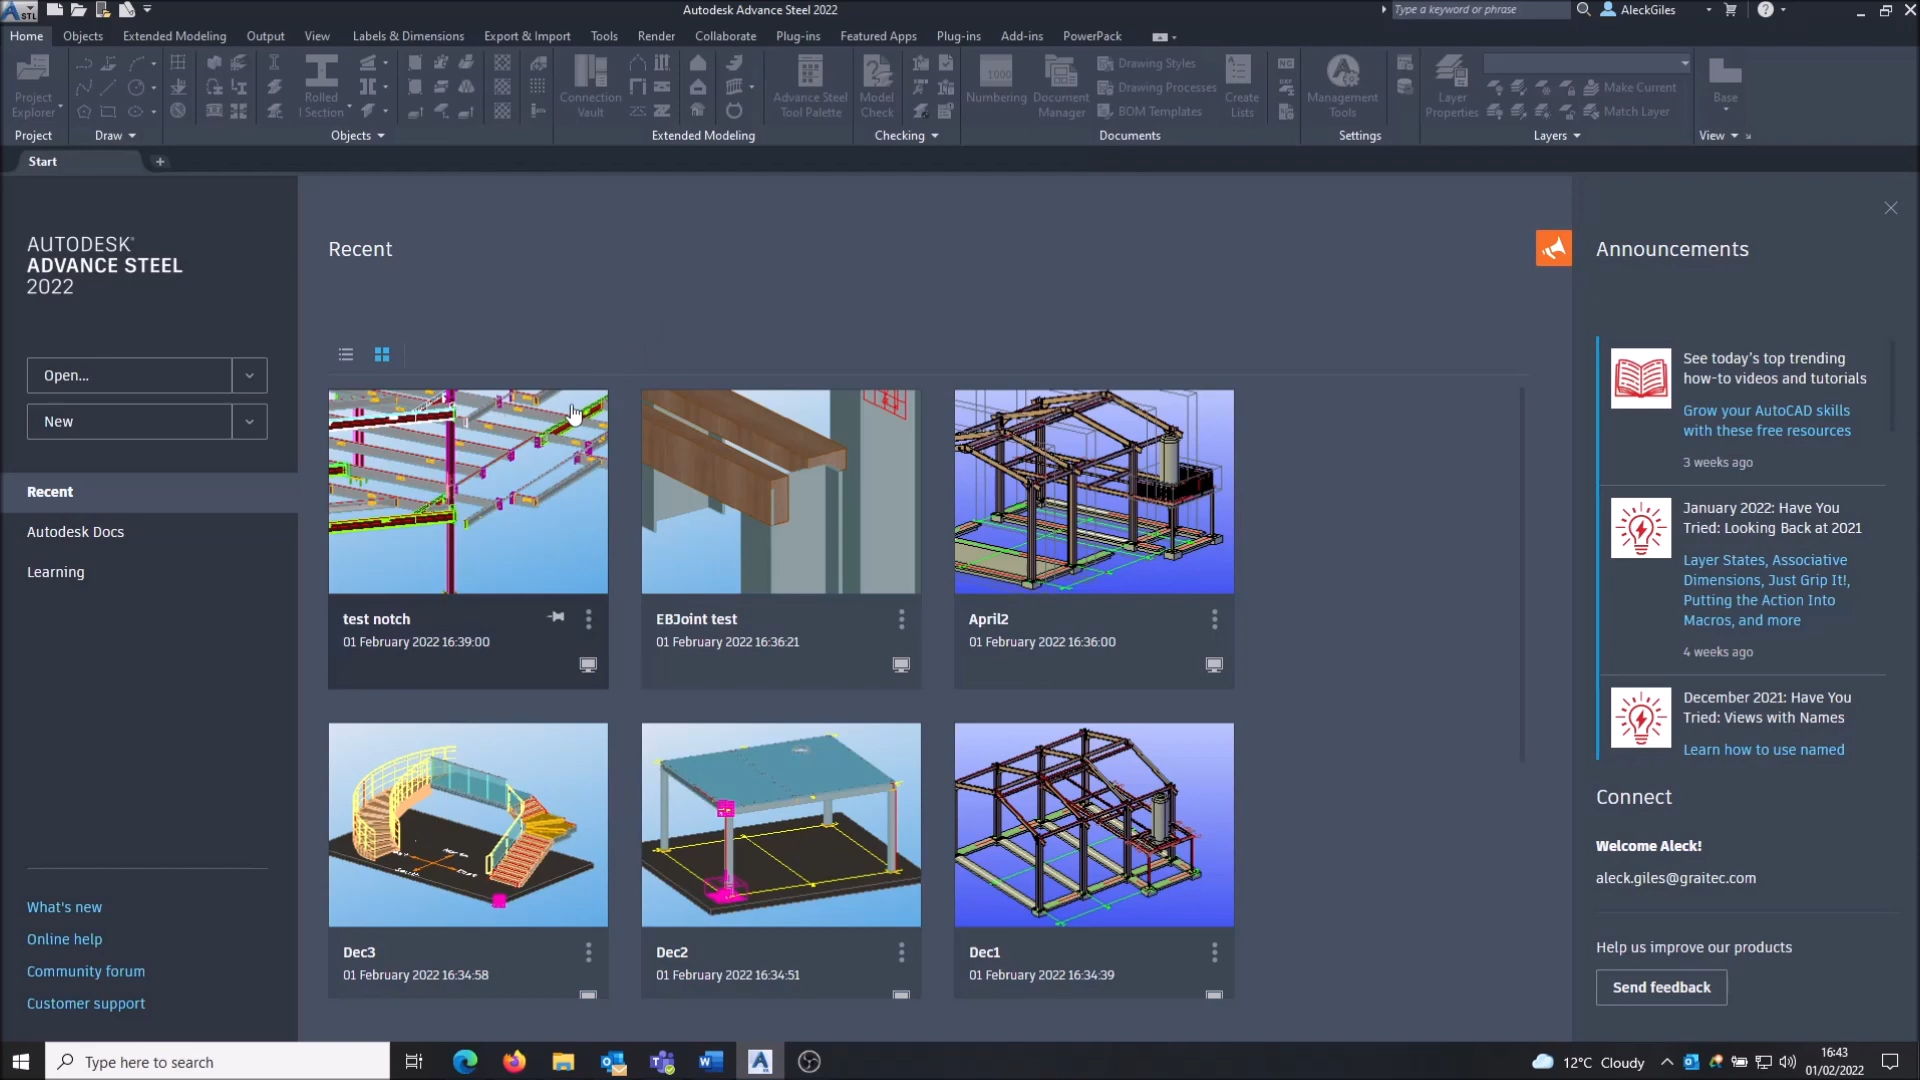 STL
Autodesk Advance Steel 2022
Type a keyword or phrase
AleckGiles
Home
Objects
Extended Modeling
Output
View
Labels & Dimensions
Export & Import
Tools
Render
Collaborate
Plug-ins
Featured Apps
Plug-ins
Add-ins
PowerPack
Project
Explorer
Rolled
I Section
Connection
Vault
Advance Steel
Tool Palette
Model
Check
1000
Numbering
Document
Manager
Drawing Styles
Drawing Processes
BOM Templates
Create
Lists
NC
DXF
Management
Tools
Layer
Properties
Make Current
Match Layer
Base
Project
Draw
Objects
Extended Modeling
Checking
Documents
Settings
Layers
View
Start
AUTODESK®
ADVANCE STEEL
2022
Open...
New
Recent
Autodesk Docs
Learning
What's new
Online help
Community forum
Customer support
Recent
test notch
01 February 2022 16:39:00
EBJoint test
01 February 2022 16:36:21
April2
01 February 2022 16:36:00
Dec3
01 February 2022 16:34:58
Dec2
01 February 2022 16:34:51
Dec1
01 February 2022 16:34:39
Announcements
See today's top trending
how-to videos and tutorials
Grow your AutoCAD skills
with these free resources
3 weeks ago
January 2022: Have You
Tried: Looking Back at 2021
Layer States, Associative
Dimensions, Just Grip It!,
Putting the Action Into
Macros, and more
4 weeks ago
December 2021: Have You
Tried: Views with Names
Learn how to use named
Connect
Welcome Aleck!
aleck.giles@graitec.com
Help us improve our products
Send feedback
Type here to search
12°C Cloudy
16:43
01/02/2022